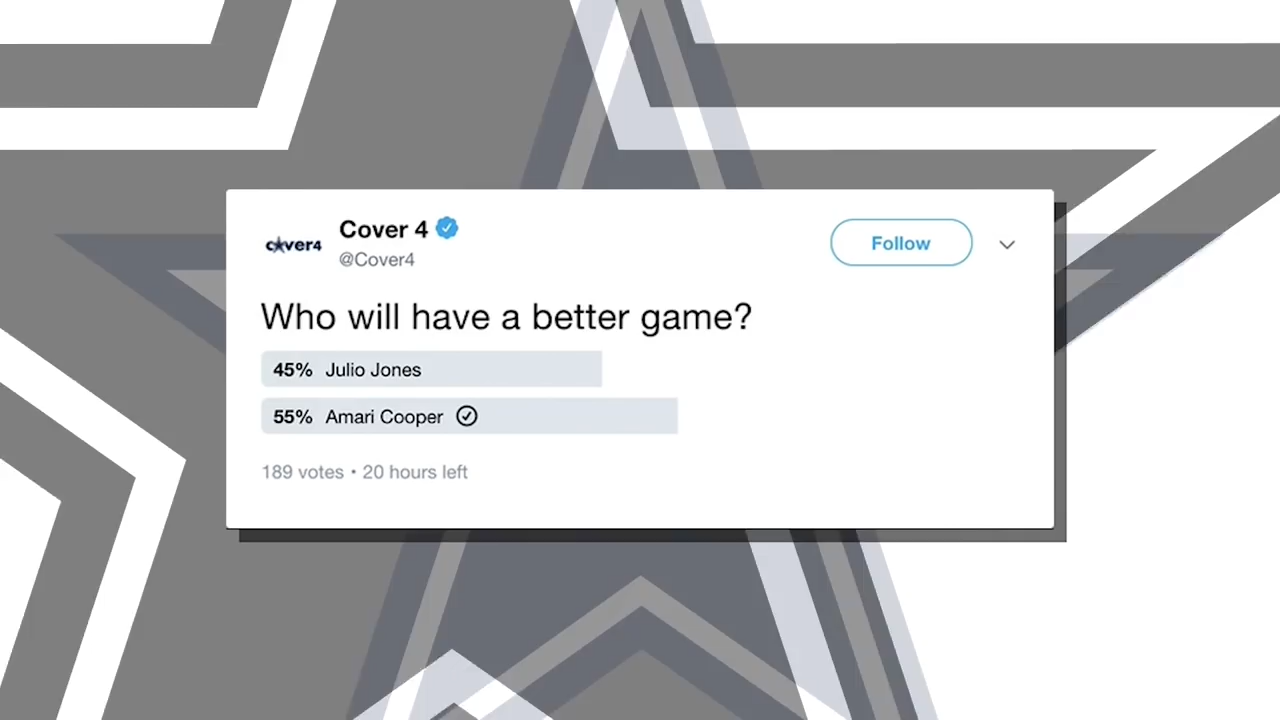 cover4
Cover 4
@Cover4
Follow
Who will have a better game?
45% Julio Jones
55% Amari Cooper
189 votes • 20 hours left